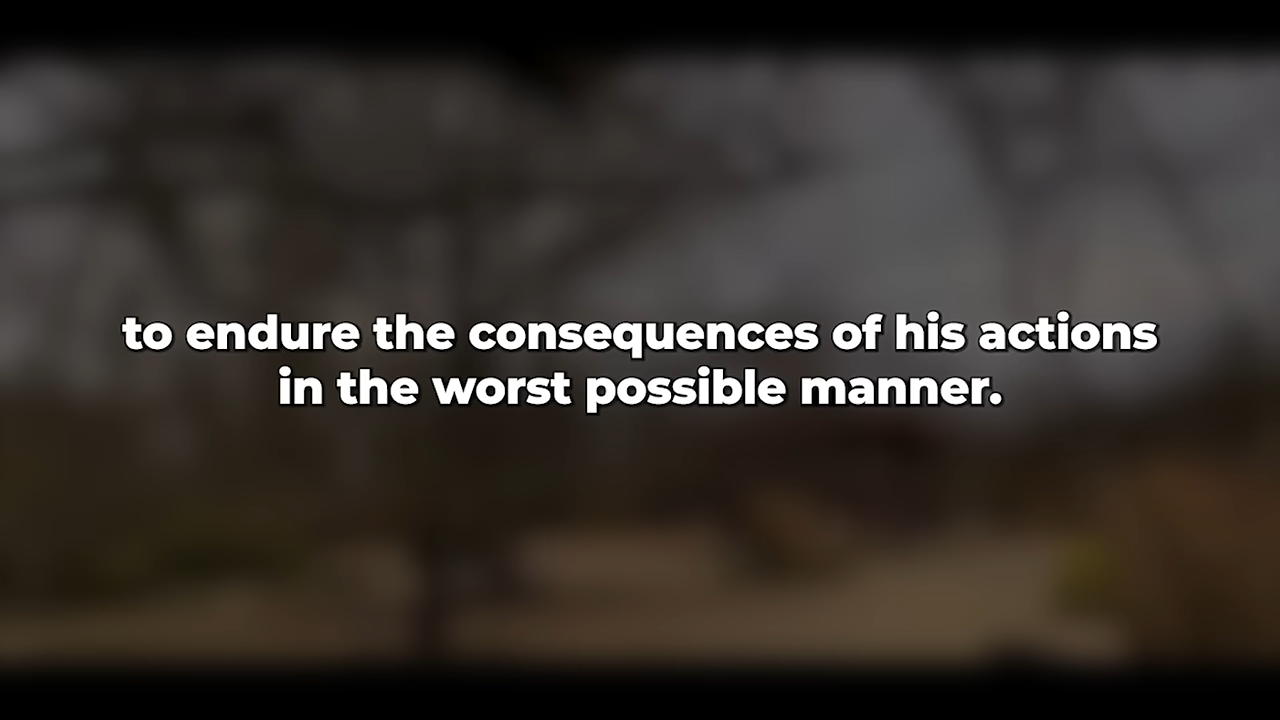 to endure the consequences of his actions
in the worst possible manner.